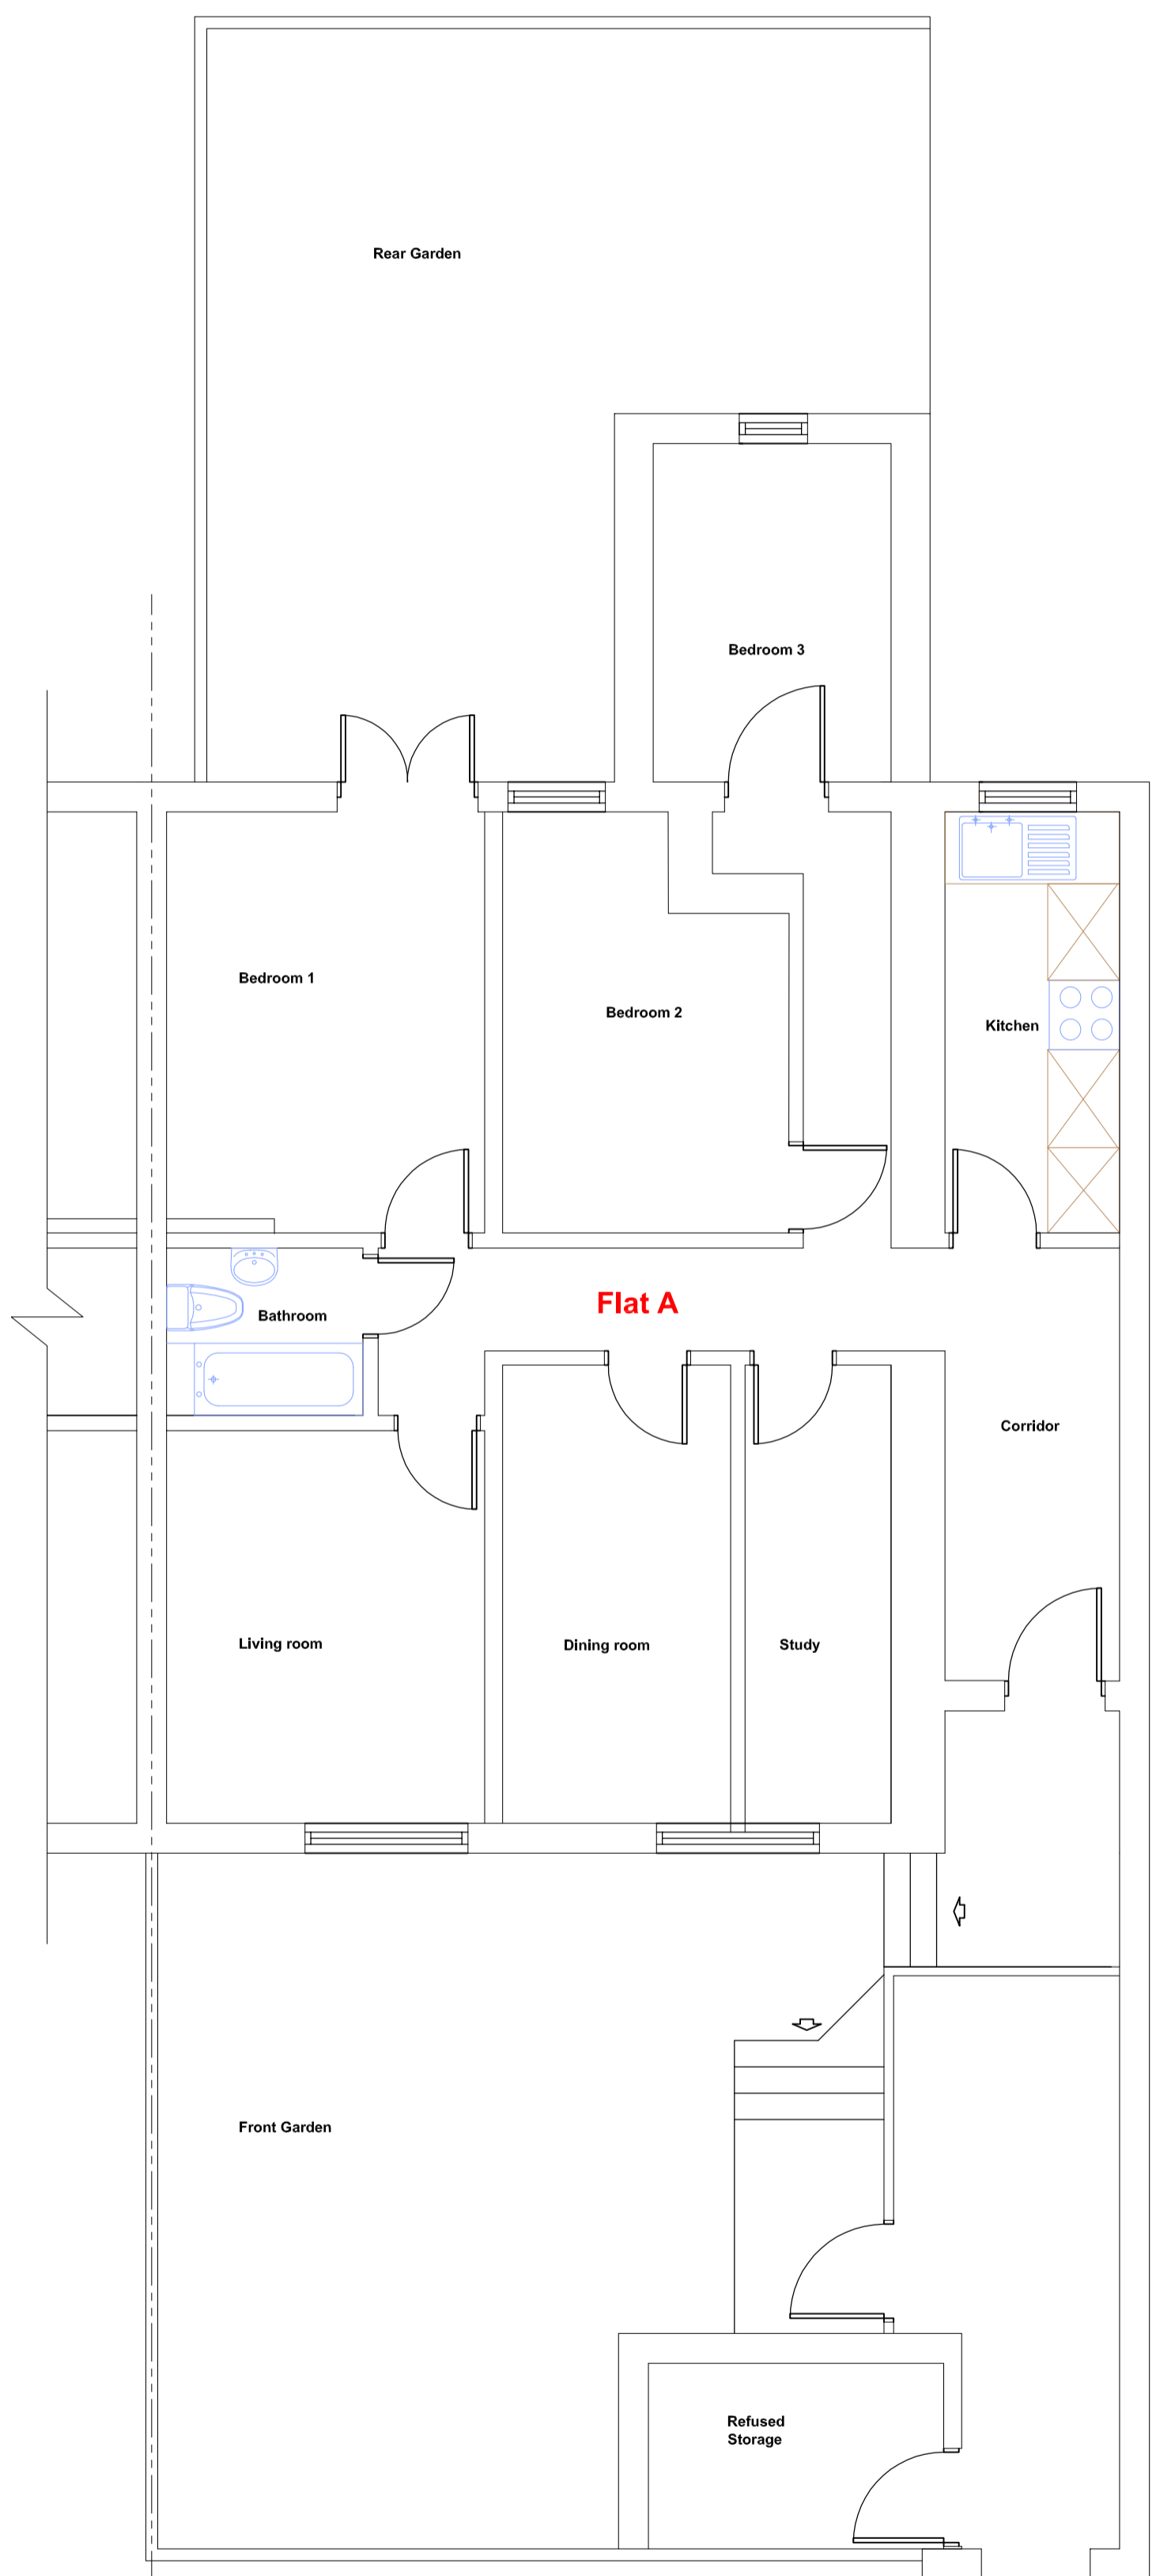 Rear Garden
Bedroom 3
Bedroom 1
Bedroom 2
Kitchen
Flat A
Bathroom
Corridor
Living room
Dining room
Study
Front Garden
Refused
Storage